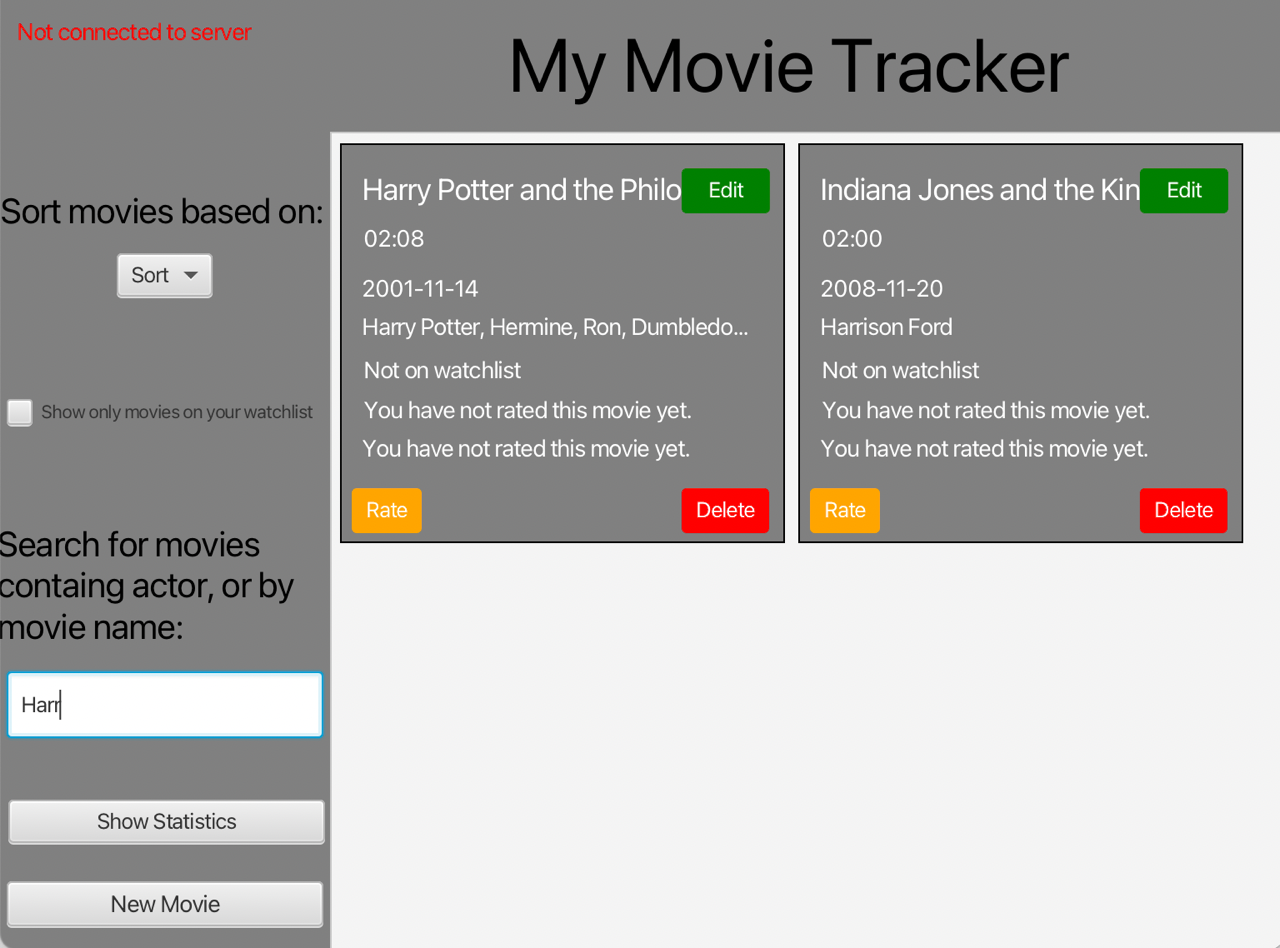 Not connected to server
My Movie Tracker
Sort movies based on:
Sort
Show only movies on your watchlist
Search for movies
containg actor, or by
movie name:
Harr
Show Statistics
New Movie
Harry Potter and the Philo
Edit
02:08
2001-11-14
Harry Potter, Hermine, Ron, Dumbledo...
Not on watchlist
You have not rated this movie yet.
You have not rated this movie yet.
Rate
Delete
Indiana Jones and the Kin
Edit
02:00
2008-11-20
Harrison Ford
Not on watchlist
You have not rated this movie yet.
You have not rated this movie yet.
Rate
Delete